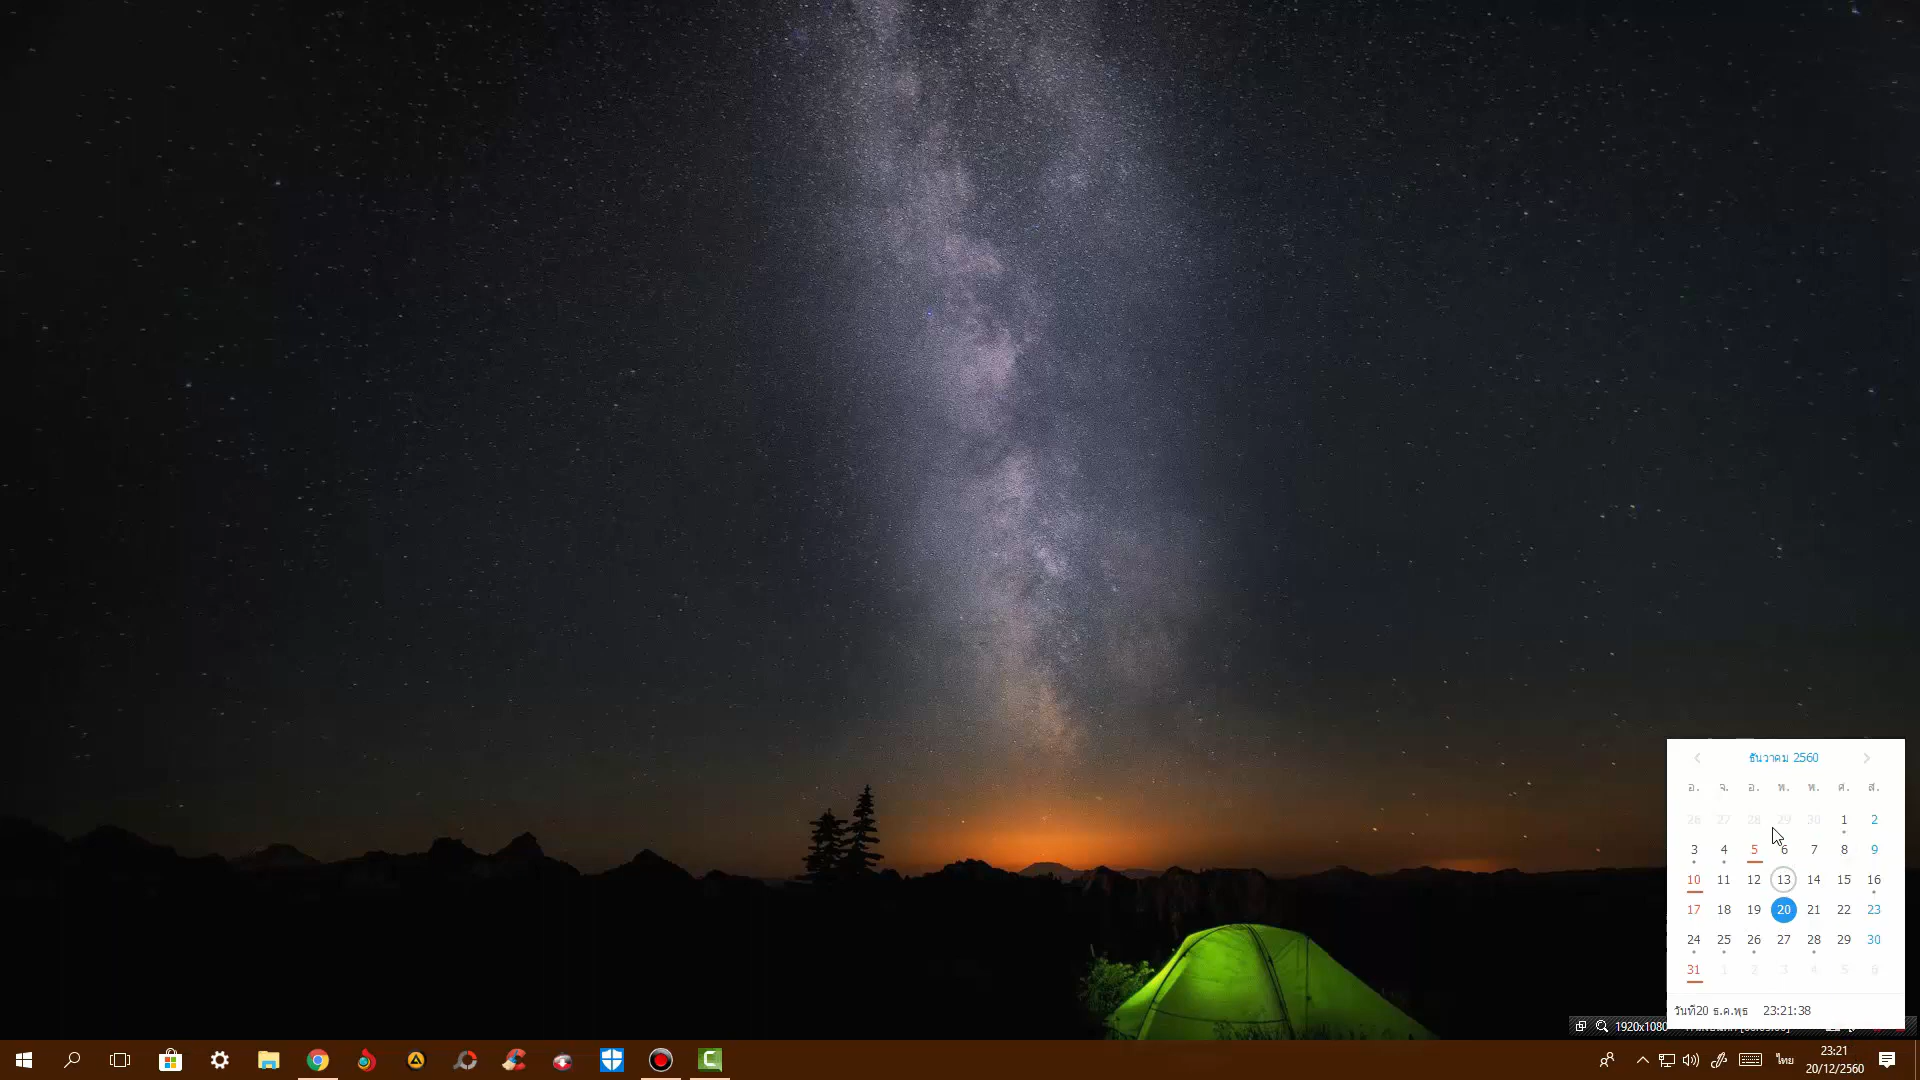 ธันวาคม 2560
อ. จ. อ. พ. พ. ศ. ส.
26 27 28 29 30 1 2
3 4 5 6 7 8 9
10 11 12 13 14 15 16
17 18 19 20 21 22 23
24 25 26 27 28 29 30
31 1 2 3 4 5 6
วันที่20 ธ.ค.พุธ 23:21:38
1920x1080
ไทย
23:21
20/12/2560